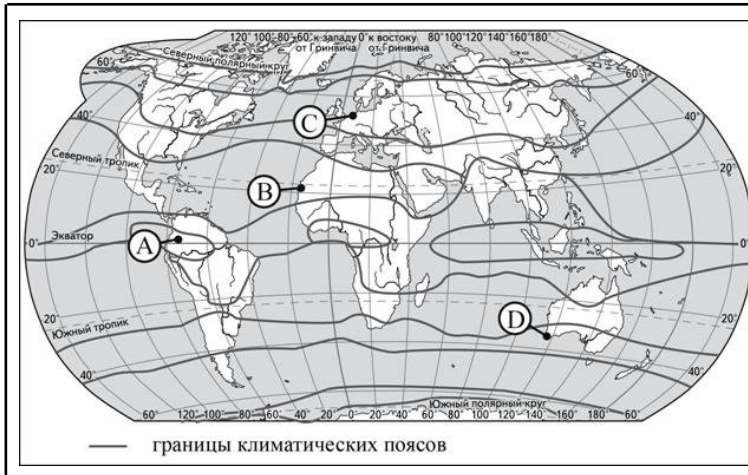 120° 100° 80° 60° к западу 0° к востоку 60° 80° 100° 120° 140° 160° 180°
от Гринвича от Гринвича
Северный полярный круг
60° 60°
40° 40°
C
Северный тропик
20° 20°
B
Экватор
0° 0°
A
20° 20°
Южный тропик
D
40° 40°
Южный полярный круг
60° 120° 100° 80° 60° 40° 20° 0° 20° 40° 60° 80° 100° 120° 140° 160° 180° 60°
границы климатических поясов